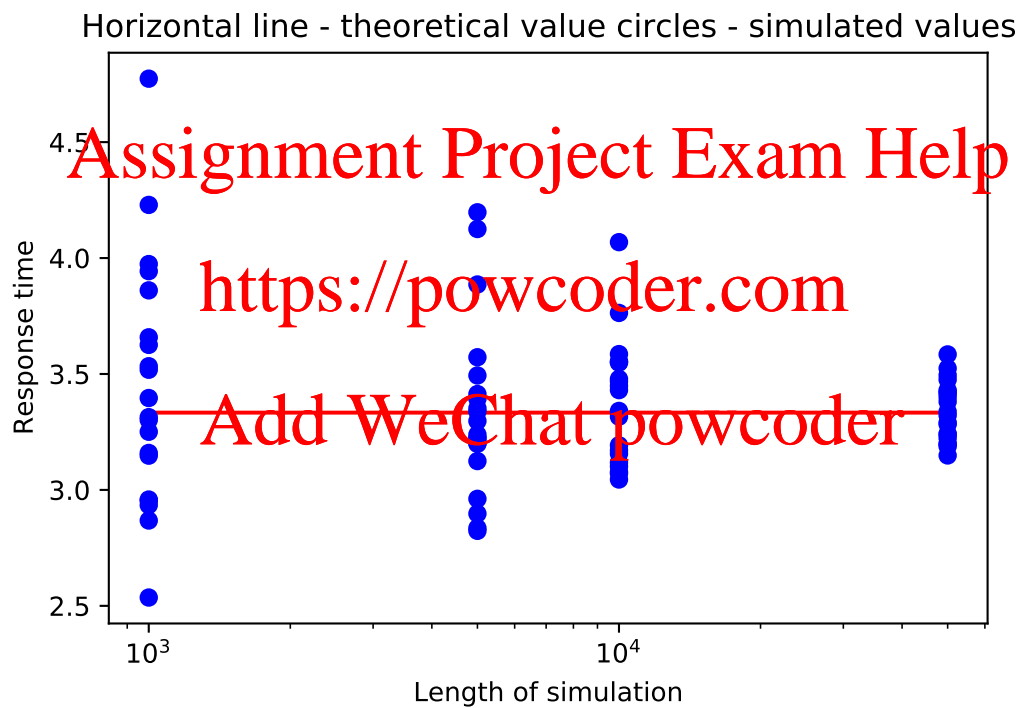 Horizontal line - theoretical value circles - simulated values
4.5
Assignment Project Exam Help
4.0
https://powcoder.com
3.5
Add WeChat powcoder
3.0
2.5
Response time
10³ 10⁴
Length of simulation